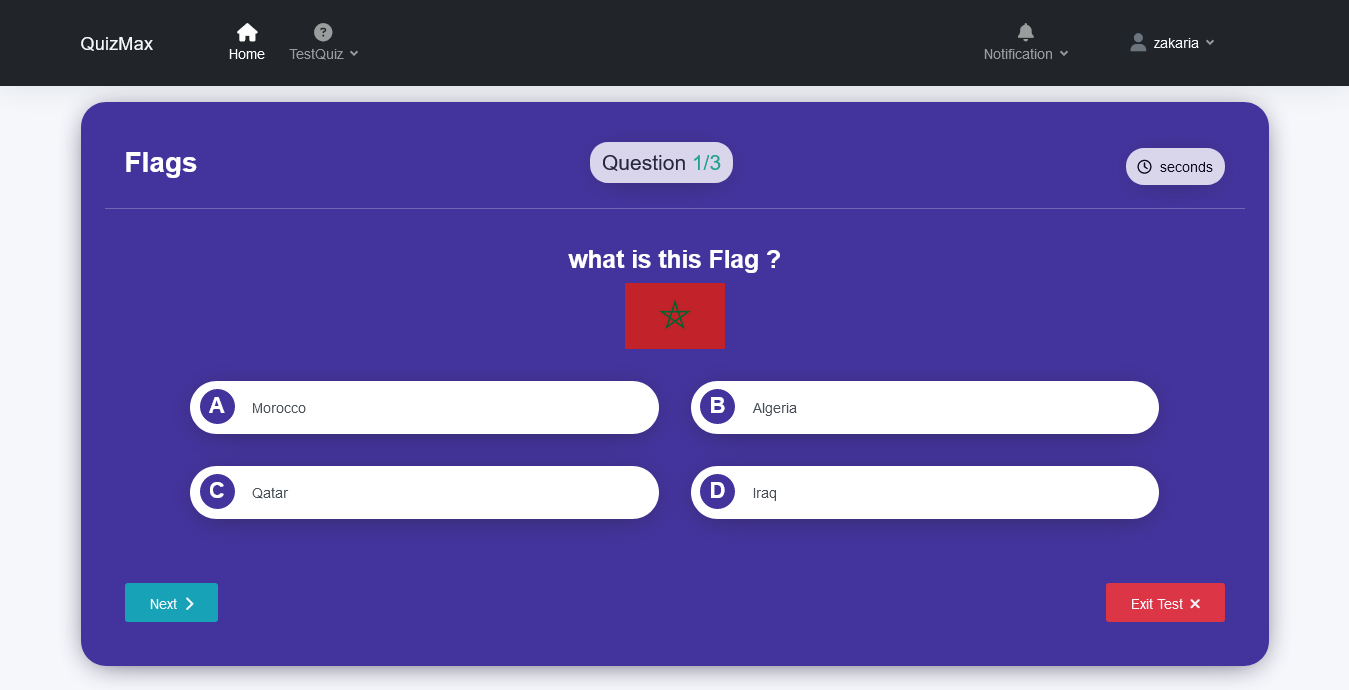 QuizMax
Home
TestQuiz
Notification
zakaria
Flags
Question 1/3
seconds
what is this Flag ?
A Morocco
B Algeria
C Qatar
D Iraq
Next
Exit Test